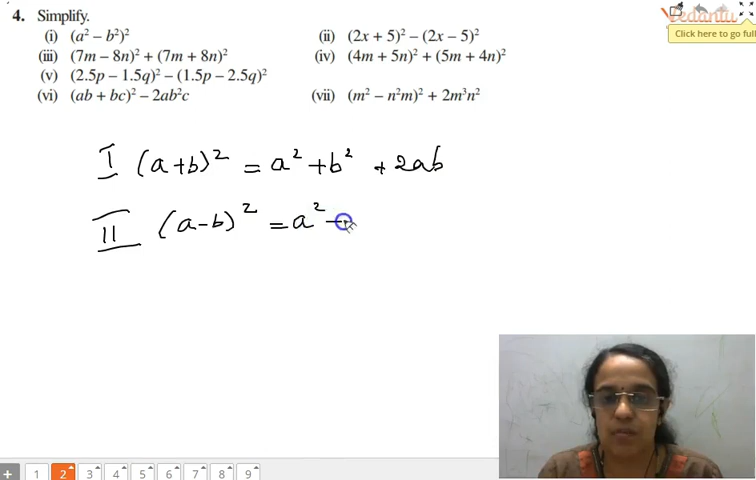 Vedantu
Click here to go full
4. Simplify.
(i) (a² – b²)²
(ii) (2x + 5)² – (2x – 5)²
(iii) (7m – 8n)² + (7m + 8n)²
(iv) (4m + 5n)² + (5m + 4n)²
(v) (2.5p – 1.5q)² – (1.5p – 2.5q)²
(vi) (ab + bc)² – 2ab²c
(vii) (m² – n²m)² + 2m³n²
I (a+b)² = a² + b² + 2ab
II (a-b)² = a² -
+ 1 2 3 4 5 6 7 8 9